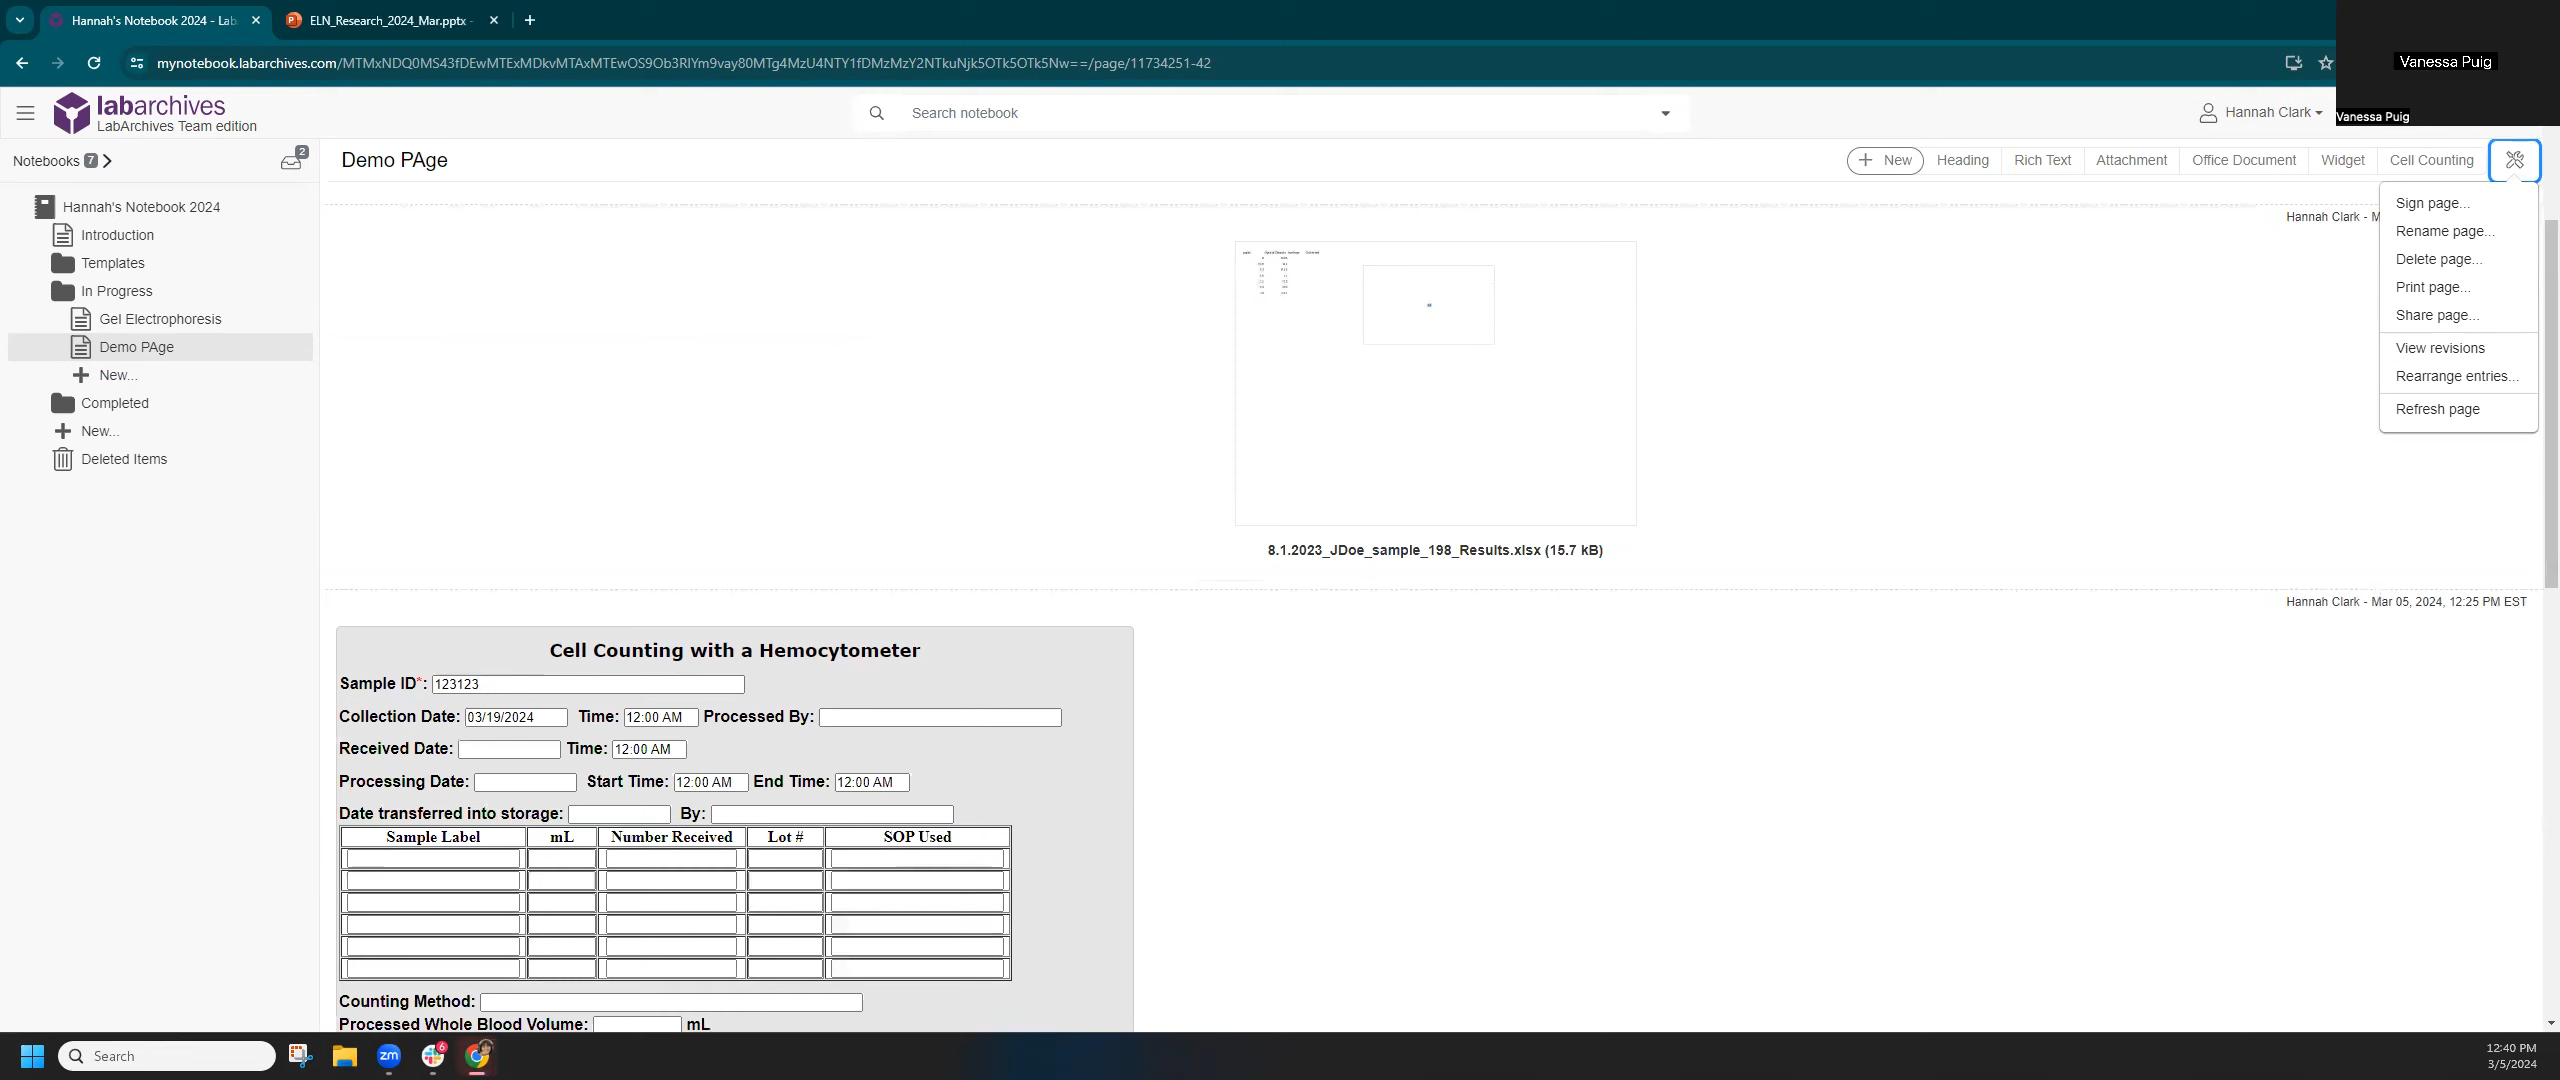 Hannah's Notebook 2024 - Lab
ELN_Research_2024_Mar.pptx -
mynotebook.labarchives.com/MTMxNDQ0MS43fDEwMTExMDkvMTAxMTEwOS9Ob3RlYm9vay80MTg4MzU4NTY1fDMzMzY2NTkuNjk5OTk5OTk5Nw==/page/11734251-42
Vanessa Puig
Vanessa Puig
labarchives
LabArchives Team edition
Search notebook
Hannah Clark
Notebooks 7
2
Demo PAge
New Heading Rich Text Attachment Office Document Widget Cell Counting
Hannah's Notebook 2024
Introduction
Templates
In Progress
Gel Electrophoresis
Demo PAge
New...
Completed
New...
Deleted Items
Sign page...
Rename page...
Delete page...
Print page...
Share page...
View revisions
Rearrange entries...
Refresh page
Hannah Clark - M
8.1.2023_JDoe_sample_198_Results.xlsx (15.7 kB)
Hannah Clark - Mar 05, 2024, 12:25 PM EST
Cell Counting with a Hemocytometer
Sample ID*: 123123
Collection Date: 03/19/2024 Time: 12:00 AM Processed By:
Received Date: Time: 12:00 AM
Processing Date: Start Time: 12:00 AM End Time: 12:00 AM
Date transferred into storage: By:
Sample Label mL Number Received Lot # SOP Used
Counting Method:
Processed Whole Blood Volume: mL
Search
zm
6
12:40 PM
3/5/2024